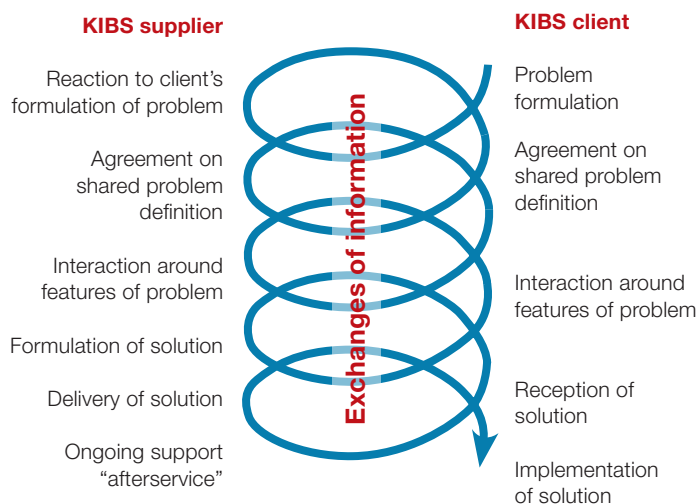 KIBS supplier
Reaction to client’s
formulation of problem
Agreement on
shared problem
definition
Interaction around
features of problem
Formulation of solution
Delivery of solution
Ongoing support
“afterservice”
Exchanges of information
KIBS client
Problem
formulation
Agreement on
shared problem
definition
Interaction around
features of problem
Reception of
solution
Implementation
of solution